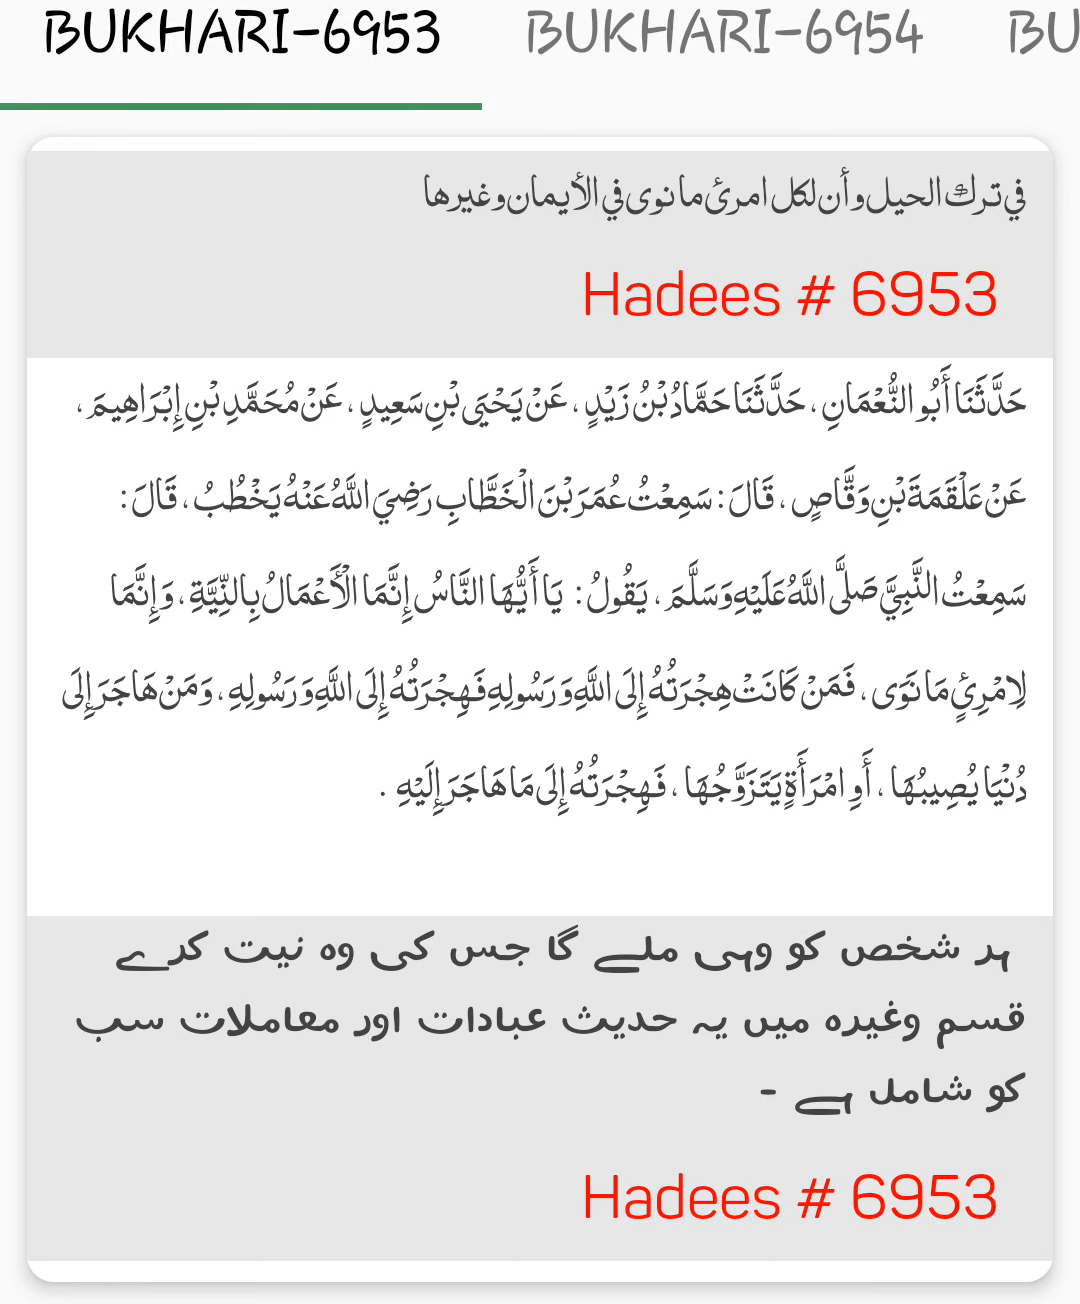 BUKHARI-6953 BUKHARI-6954 BU
في ترك الحيل وأن لكل امرئ ما نوى في الأيمان وغيرها
Hadees # 6953
حَدَّثَنَا أَبُو النُّعْمَانِ ، حَدَّثَنَا حَمَّادُ بْنُ زَيْدٍ ، عَنْ يَحْيَى بْنِ سَعِيدٍ ، عَنْ مُحَمَّدِ بْنِ إِبْرَاهِيمَ ،
عَنْ عَلْقَمَةَ بْنِ وَقَّاصٍ ، قَالَ : سَمِعْتُ عُمَرَ بْنَ الْخَطَّابِ رَضِيَ اللَّهُ عَنْهُ يَخْطُبُ ، قَالَ :
سَمِعْتُ النَّبِيَّ صَلَّى اللَّهُ عَلَيْهِ وَسَلَّمَ ، يَقُولُ : يَا أَيُّهَا النَّاسُ إِنَّمَا الْأَعْمَالُ بِالنِّيَّةِ ، وَإِنَّمَا
لِامْرِئٍ مَا نَوَى ، فَمَنْ كَانَتْ هِجْرَتُهُ إِلَى اللَّهِ وَرَسُولِهِ فَهِجْرَتُهُ إِلَى اللَّهِ وَرَسُولِهِ ، وَمَنْ هَاجَرَ إِلَى
دُنْيَا يُصِيبُهَا ، أَوِ امْرَأَةٍ يَتَزَوَّجُهَا ، فَهِجْرَتُهُ إِلَى مَا هَاجَرَ إِلَيْهِ .
ہر شخص کو وہی ملے گا جس کی وہ نیت کرے
قسم وغیرہ میں یہ حدیث عبادات اور معاملات سب
کو شامل ہے -
Hadees # 6953